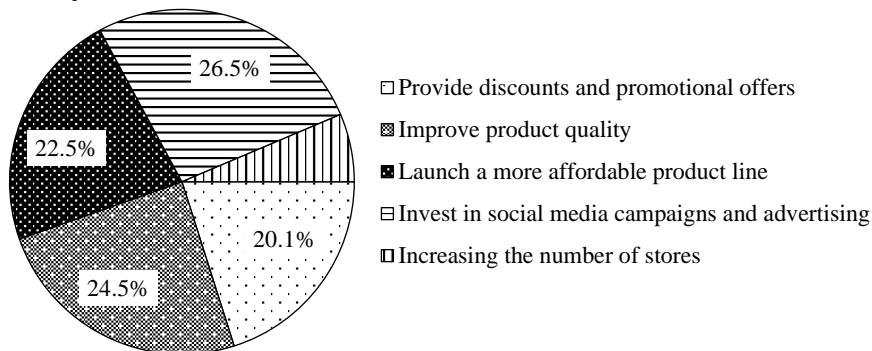 26.5%
22.5%
20.1%
24.5%
Provide discounts and promotional offers
Improve product quality
Launch a more affordable product line
Invest in social media campaigns and advertising
Increasing the number of stores